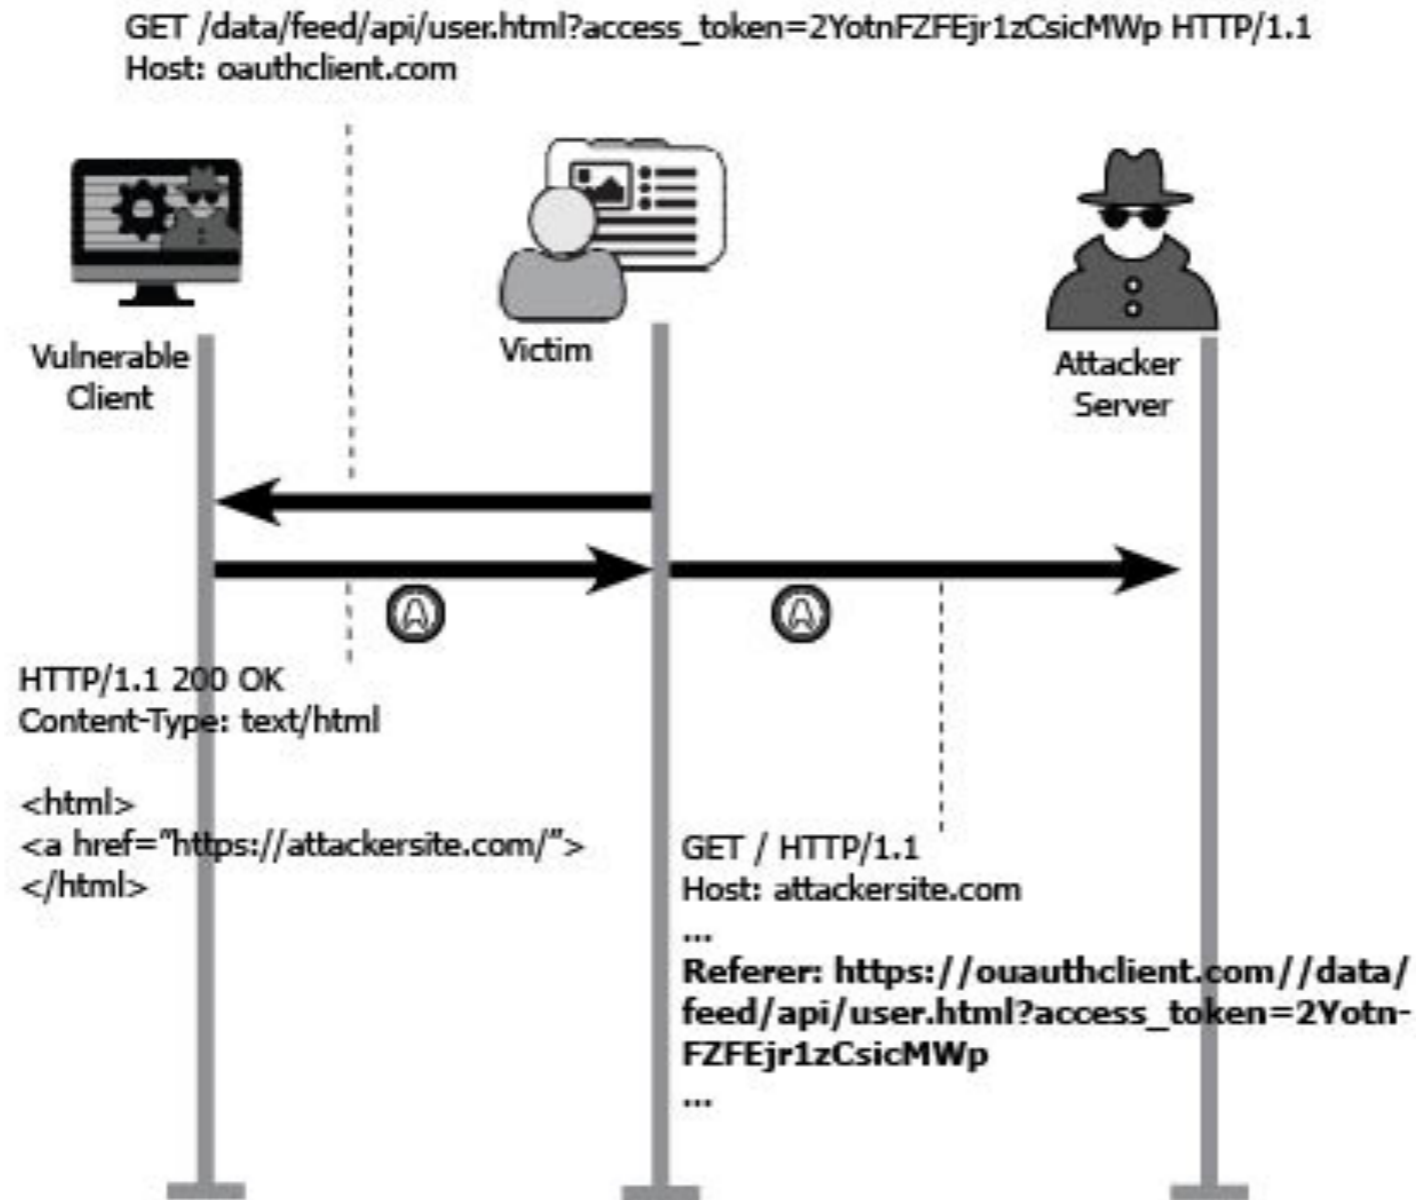 GET /data/feed/api/user.html?access_token=2YotnFZFEjr1zCsicMWp HTTP/1.1
Host: oauthclient.com
Vulnerable
Client
Victim
Attacker
Server
A
A
HTTP/1.1 200 OK
Content-Type: text/html
<html>
<a href="https://attackersite.com/">
</html>
GET / HTTP/1.1
Host: attackersite.com
...
Referer: https://ouauthclient.com//data/
feed/api/user.html?access_token=2Yotn-
FZFEjr1zCsicMWp
...